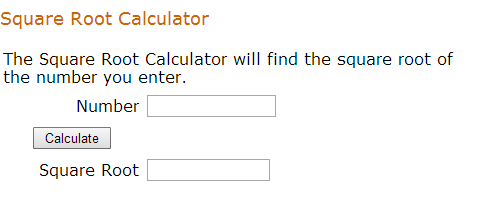 Square Root Calculator
The Square Root Calculator will find the square root of
the number you enter.
Number
Calculate
Square Root